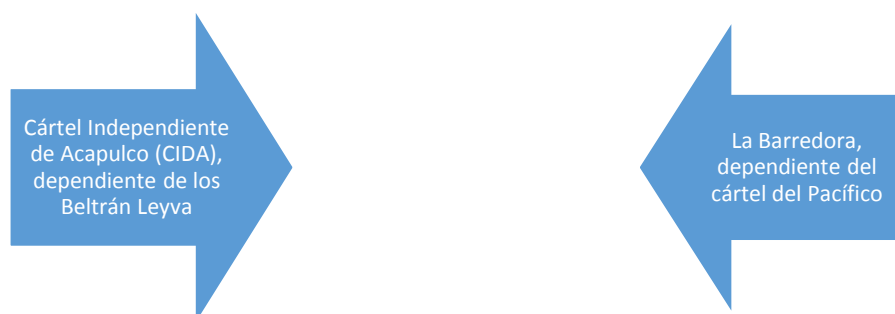 Cártel Independiente
de Acapulco (CIDA),
dependiente de los
Beltrán Leyva
La Barredora,
dependiente del
cártel del Pacífico